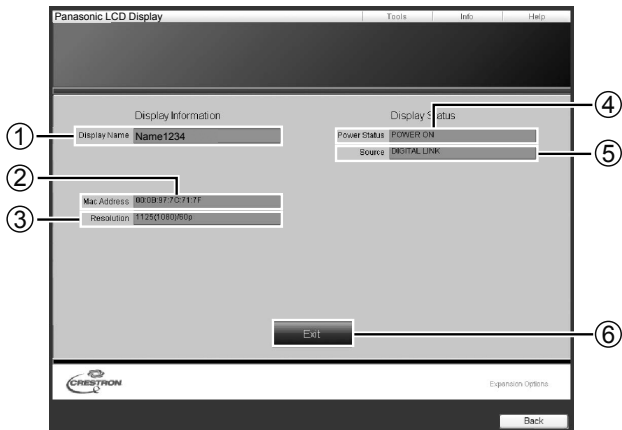 Panasonic LCD Display Tools Info Help
Display Information Display Status
① Display Name Name1234
Power Status POWER ON ④
Source DIGITAL LINK ⑤
② Mac Address 00:0B:97:7C:71:7F
③ Resolution 1125(1080)/60p
Exit ⑥
CRESTRON Expansion Options
Back